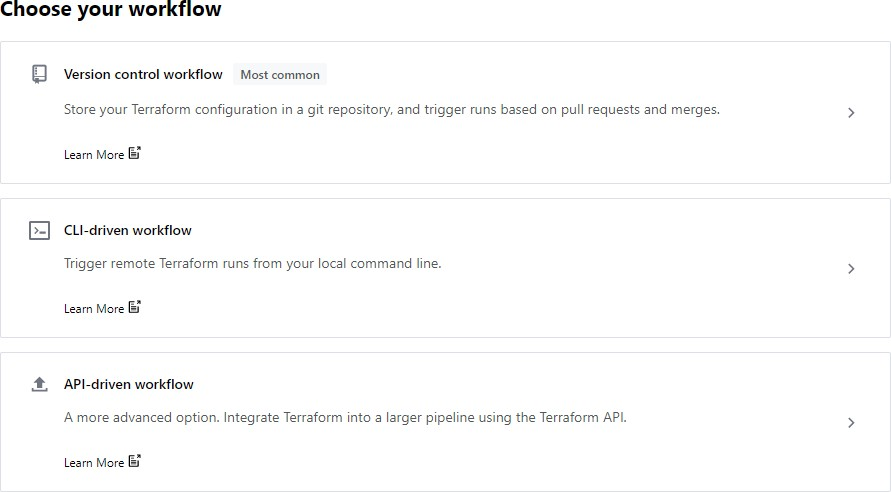 Choose your workflow
Version control workflow Most common
Store your Terraform configuration in a git repository, and trigger runs based on pull requests and merges.
Learn More
CLI-driven workflow
Trigger remote Terraform runs from your local command line.
Learn More
API-driven workflow
A more advanced option. Integrate Terraform into a larger pipeline using the Terraform API.
Learn More